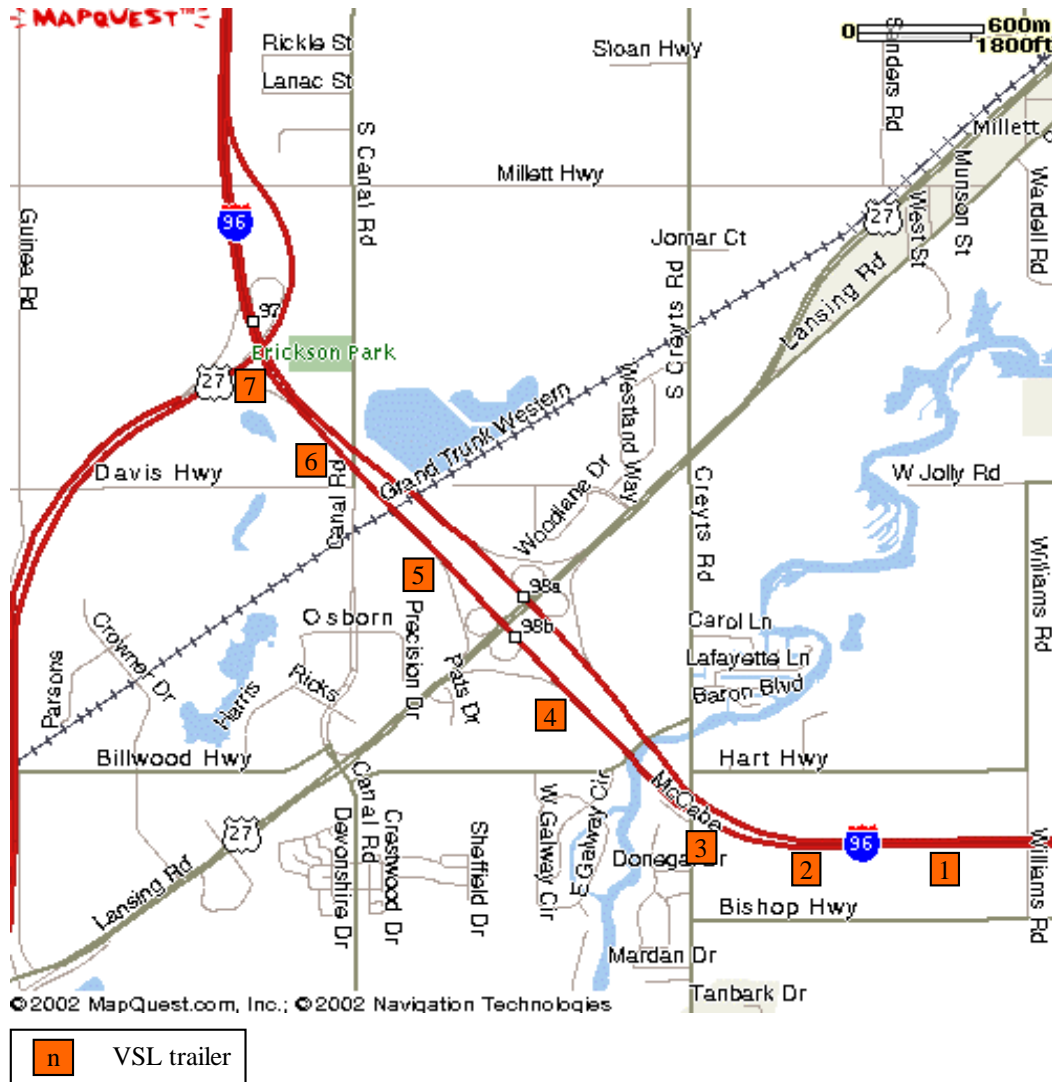 MAPQUEST™
0 600m
1800ft
Rickle St
Lanac St
Sloan Hwy
Sanders Rd
S Canal Rd
Millett
Millett Hwy
Munson St
Wardell Rd
West St
96
27
Guinea Rd
Jomar Ct
S Creyts Rd
Lansing Rd
97
Erickson Park
27
7
Westland Way
Grand Trunk Western
6
Davis Hwy
Canal Rd
Woodlane Dr
Creyts Rd
W Jolly Rd
5
98a
Williams Rd
Osborn
Precision Dr
98b
Carol Ln
Crowner Dr
Lafayette Ln
Parsons
Harris
Ricks
Pats Dr
Baron Blvd
4
Billwood Hwy
Hart Hwy
McCabe
Canal Rd
27
Devonshire Dr
Crestwood Dr
Sheffield Dr
W Galway Cir
E Galway Cir
3
Donegal Dr
2
96
1
Williams Rd
Lansing Rd
Bishop Hwy
Mardan Dr
Tanbark Dr
©2002 MapQuest.com, Inc.; ©2002 Navigation Technologies
n VSL trailer